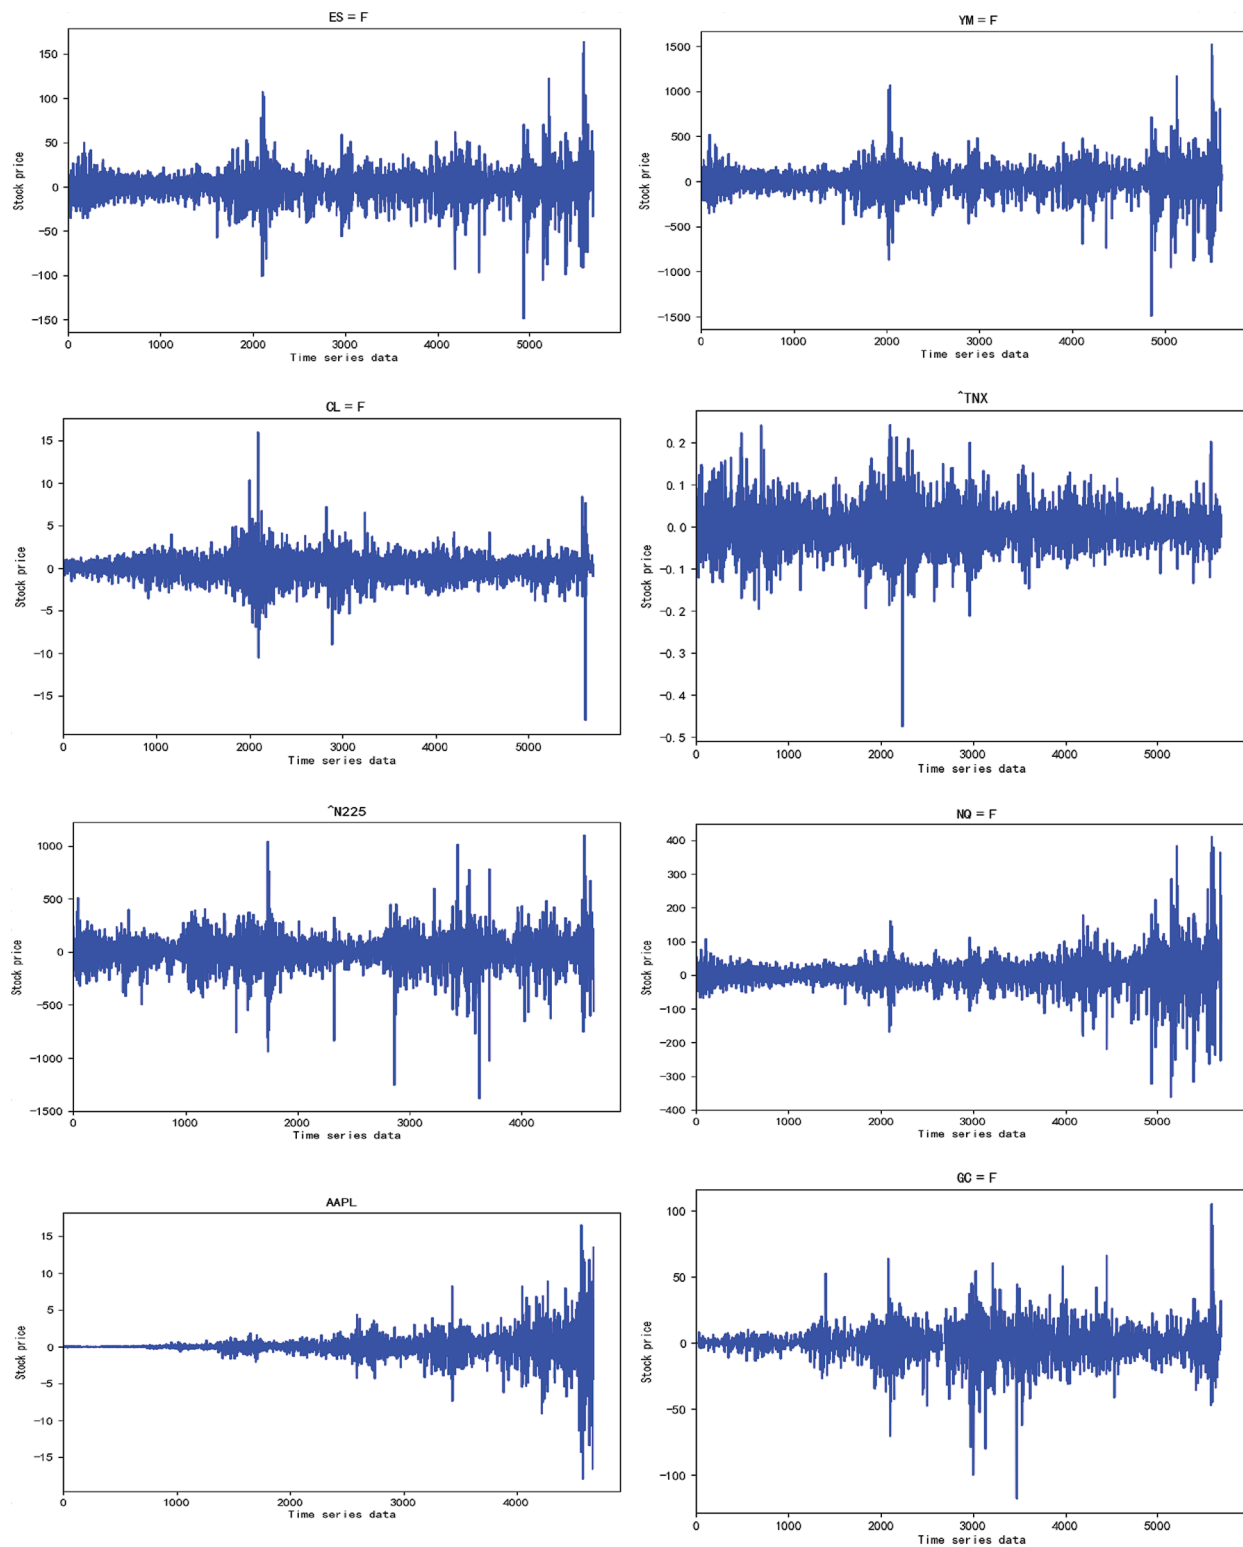 ES = F
150
100
50
0
−50
−100
−150
Stock price
0 1000 2000 3000 4000 5000
Time series data
YM = F
1500
1000
500
0
−500
−1000
−1500
Stock price
0 1000 2000 3000 4000 5000
Time series data
CL = F
15
10
5
0
−5
−10
−15
Stock price
0 1000 2000 3000 4000 5000
Time series data
^TNX
0.2
0.1
0.0
−0.1
−0.2
−0.3
−0.4
−0.5
Stock price
0 1000 2000 3000 4000 5000
Time series data
^N225
1000
500
0
−500
−1000
−1500
Stock price
0 1000 2000 3000 4000
Time series data
NQ = F
400
300
200
100
0
−100
−200
−300
−400
Stock price
0 1000 2000 3000 4000 5000
Time series data
AAPL
15
10
5
0
−5
−10
−15
Stock price
0 1000 2000 3000 4000
Time series data
GC = F
100
50
0
−50
−100
Stock price
0 1000 2000 3000 4000 5000
Time series data